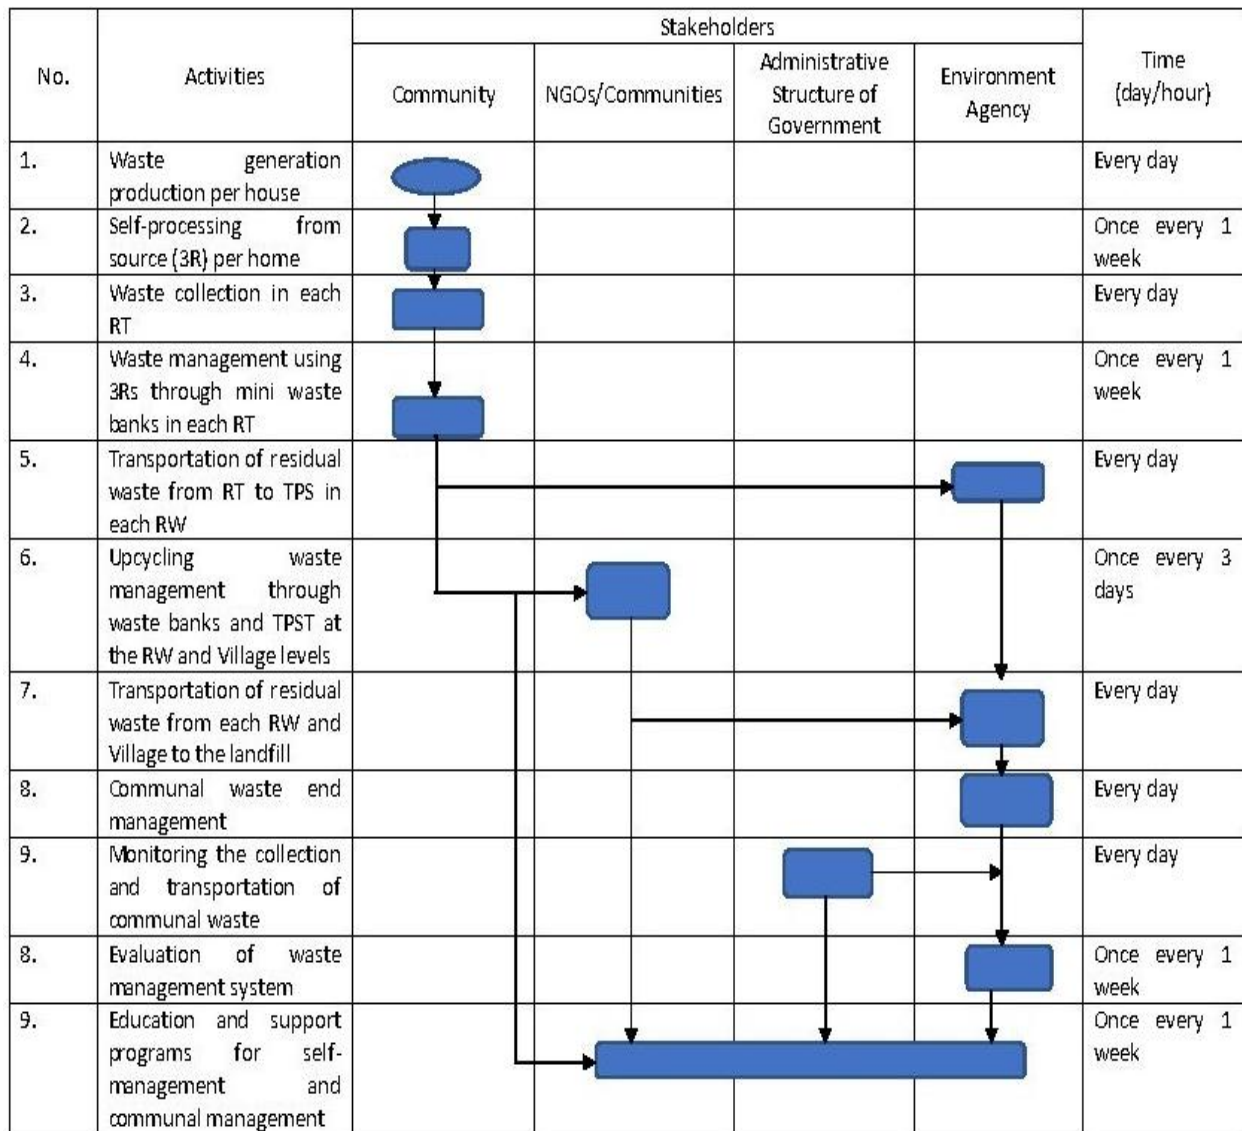 Stakeholders
No.
Activities
Community
NGOs/Communities
Administrative
Structure of
Government
Environment
Agency
Time
(day/hour)
1.
Waste generation
production per house
Every day
2.
Self-processing from
source (3R) per home
Once every 1
week
3.
Waste collection in each
RT
Every day
4.
Waste management using
3Rs through mini waste
banks in each RT
Once every 1
week
5.
Transportation of residual
waste from RT to TPS in
each RW
Every day
6.
Upcycling waste
management through
waste banks and TPST at
the RW and Village levels
Once every 3
days
7.
Transportation of residual
waste from each RW and
Village to the landfill
Every day
8.
Communal waste end
management
Every day
9.
Monitoring the collection
and transportation of
communal waste
Every day
8.
Evaluation of waste
management system
Once every 1
week
9.
Education and support
programs for self-
management and
communal management
Once every 1
week